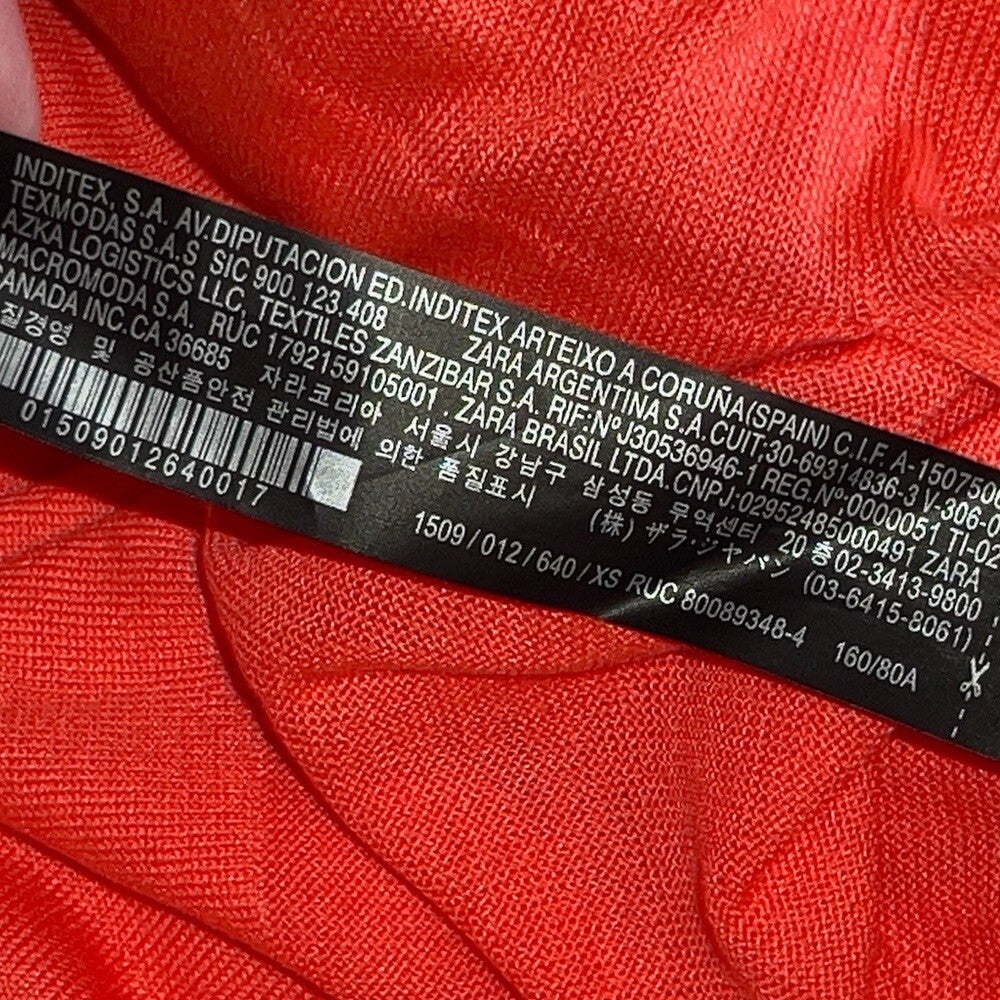 INDITEX, S.A. AV.DIPUTACION ED.INDITEX ARTEIXO A CORUÑA(SPAIN) C.I.F. A-150750
TEXMODAS S.A.S SIC 900.123.408 ZARA ARGENTINA S.A. CUIT;30-69314836-3 V-306-0
AZKA LOGISTICS LLC, TEXTILES ZANZIBAR S.A. RIF:NºJ30536946-1 REG.Nº:0000051 TI-02
MACROMODA S.A. RUC 1792159105001 . ZARA BRASIL LTDA. CNPJ:02952485000491 ZARA
CANADA INC. CA 36685 자라코리아 서울시 강남구 삼성동 무역센터 20 층02-3413-9800
질경영 및 공산품안전 관리법에 의한 품질표시 (株) ザラ・ジャパン (03-6415-8061)
01509012640017
1509/012/640/XS RUC 80089348-4 160/80A